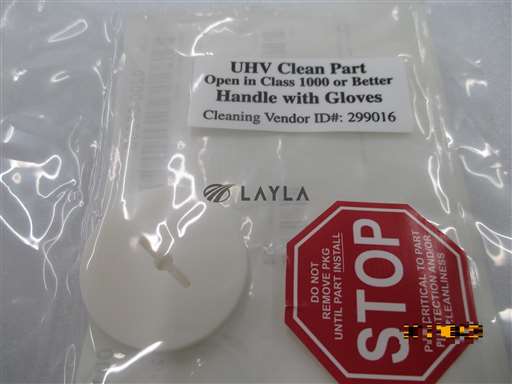 UHV Clean Part
Open in Class 1000 or Better
Handle with Gloves
Cleaning Vendor ID#: 299016
LAYLA
DO NOT
REMOVE PKG
UNTIL PART INSTALL
STOP
CRITICAL TO PART
AND/OR
CLEANLINESS